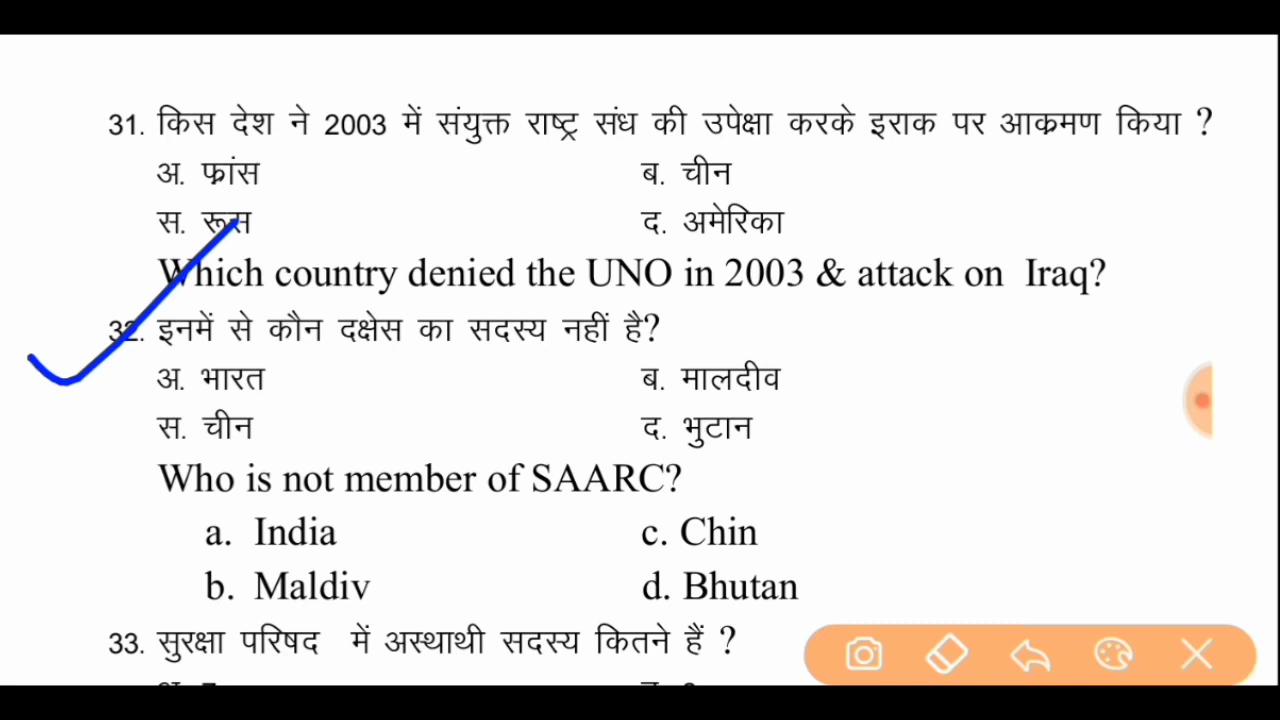 31. किस देश ने 2003 में संयुक्त राष्ट्र संध की उपेक्षा करके इराक पर आक्रमण किया ?
अ. फ्रांस ब. चीन
स. रूस द. अमेरिका
Which country denied the UNO in 2003 & attack on Iraq?
32. इनमें से कौन दक्षेस का सदस्य नहीं है?
अ. भारत ब. मालदीव
स. चीन द. भुटान
Who is not member of SAARC?
a. India c. Chin
b. Maldiv d. Bhutan
33. सुरक्षा परिषद में अस्थाथी सदस्य कितने हैं ?